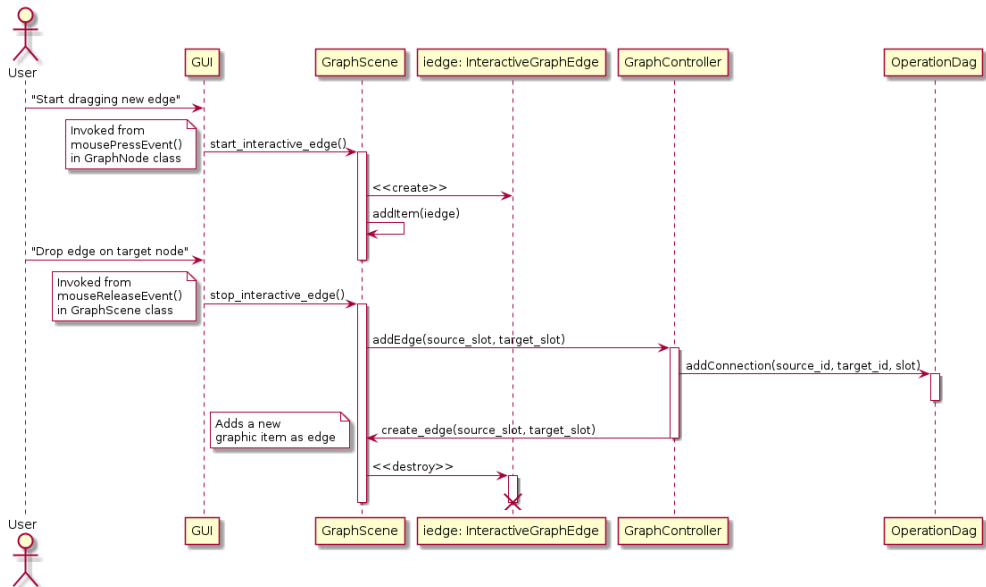 User
GUI
GraphScene
iedge: InteractiveGraphEdge
GraphController
OperationDag
"Start dragging new edge"
Invoked from
mousePressEvent()
in GraphNode class
start_interactive_edge()
<<create>>
addItem(iedge)
"Drop edge on target node"
Invoked from
mouseReleaseEvent()
in GraphScene class
stop_interactive_edge()
addEdge(source_slot, target_slot)
addConnection(source_id, target_id, slot)
Adds a new
graphic item as edge
create_edge(source_slot, target_slot)
<<destroy>>
User
GUI
GraphScene
iedge: InteractiveGraphEdge
GraphController
OperationDag